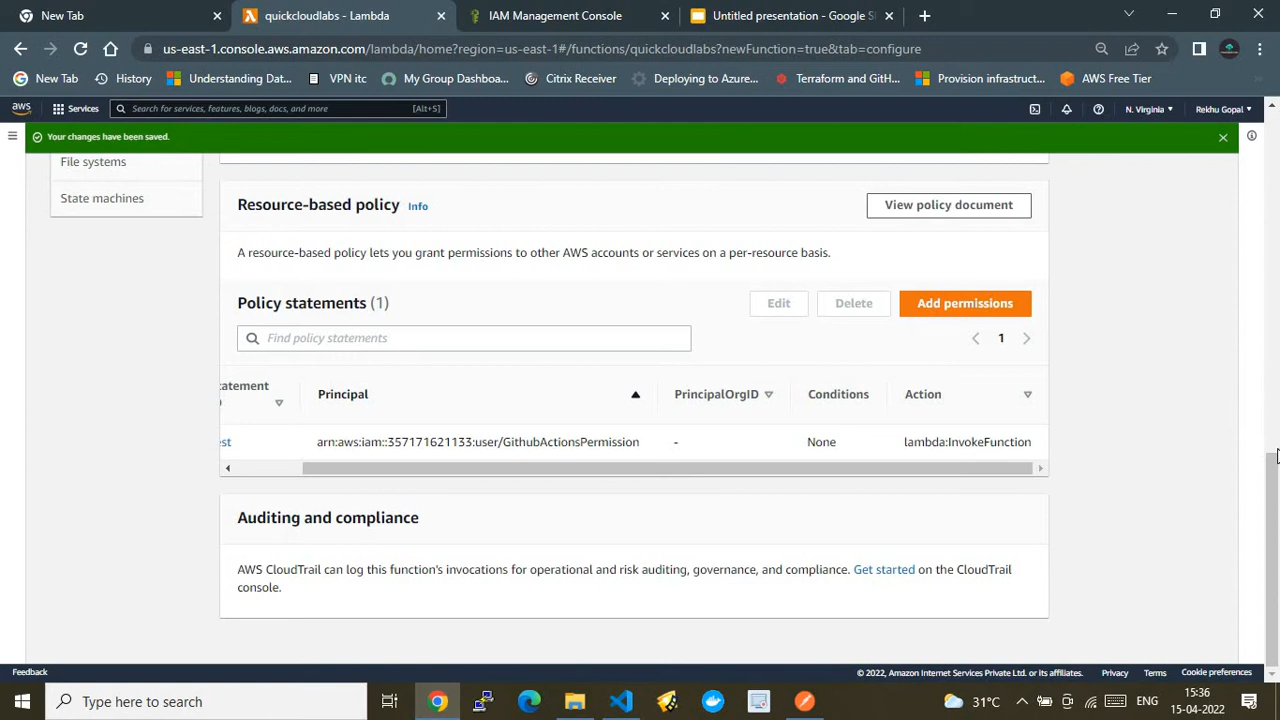 New Tab
quickcloudlabs - Lambda
IAM Management Console
Untitled presentation - Google S
us-east-1.console.aws.amazon.com/lambda/home?region=us-east-1#/functions/quickcloudlabs?newFunction=true&tab=configure
New Tab
History
Understanding Dat...
VPN itc
My Group Dashboa...
Citrix Receiver
Deploying to Azure...
Terraform and GitH...
Provision infrastruct...
AWS Free Tier
aws
Services
Search for services, features, blogs, docs, and more
[Alt+S]
N. Virginia
Rekhu Gopal
Your changes have been saved.
File systems
State machines
Resource-based policy
Info
View policy document
A resource-based policy lets you grant permissions to other AWS accounts or services on a per-resource basis.
Policy statements (1)
Edit
Delete
Add permissions
Find policy statements
1
tatement
Principal
PrincipalOrgID
Conditions
Action
est
arn:aws:iam::357171621133:user/GithubActionsPermission
-
None
lambda:InvokeFunction
Auditing and compliance
AWS CloudTrail can log this function's invocations for operational and risk auditing, governance, and compliance. Get started on the CloudTrail
console.
Feedback
© 2022, Amazon Internet Services Private Ltd. or its affiliates.
Privacy
Terms
Cookie preferences
Type here to search
31°C
ENG
15:36
15-04-2022